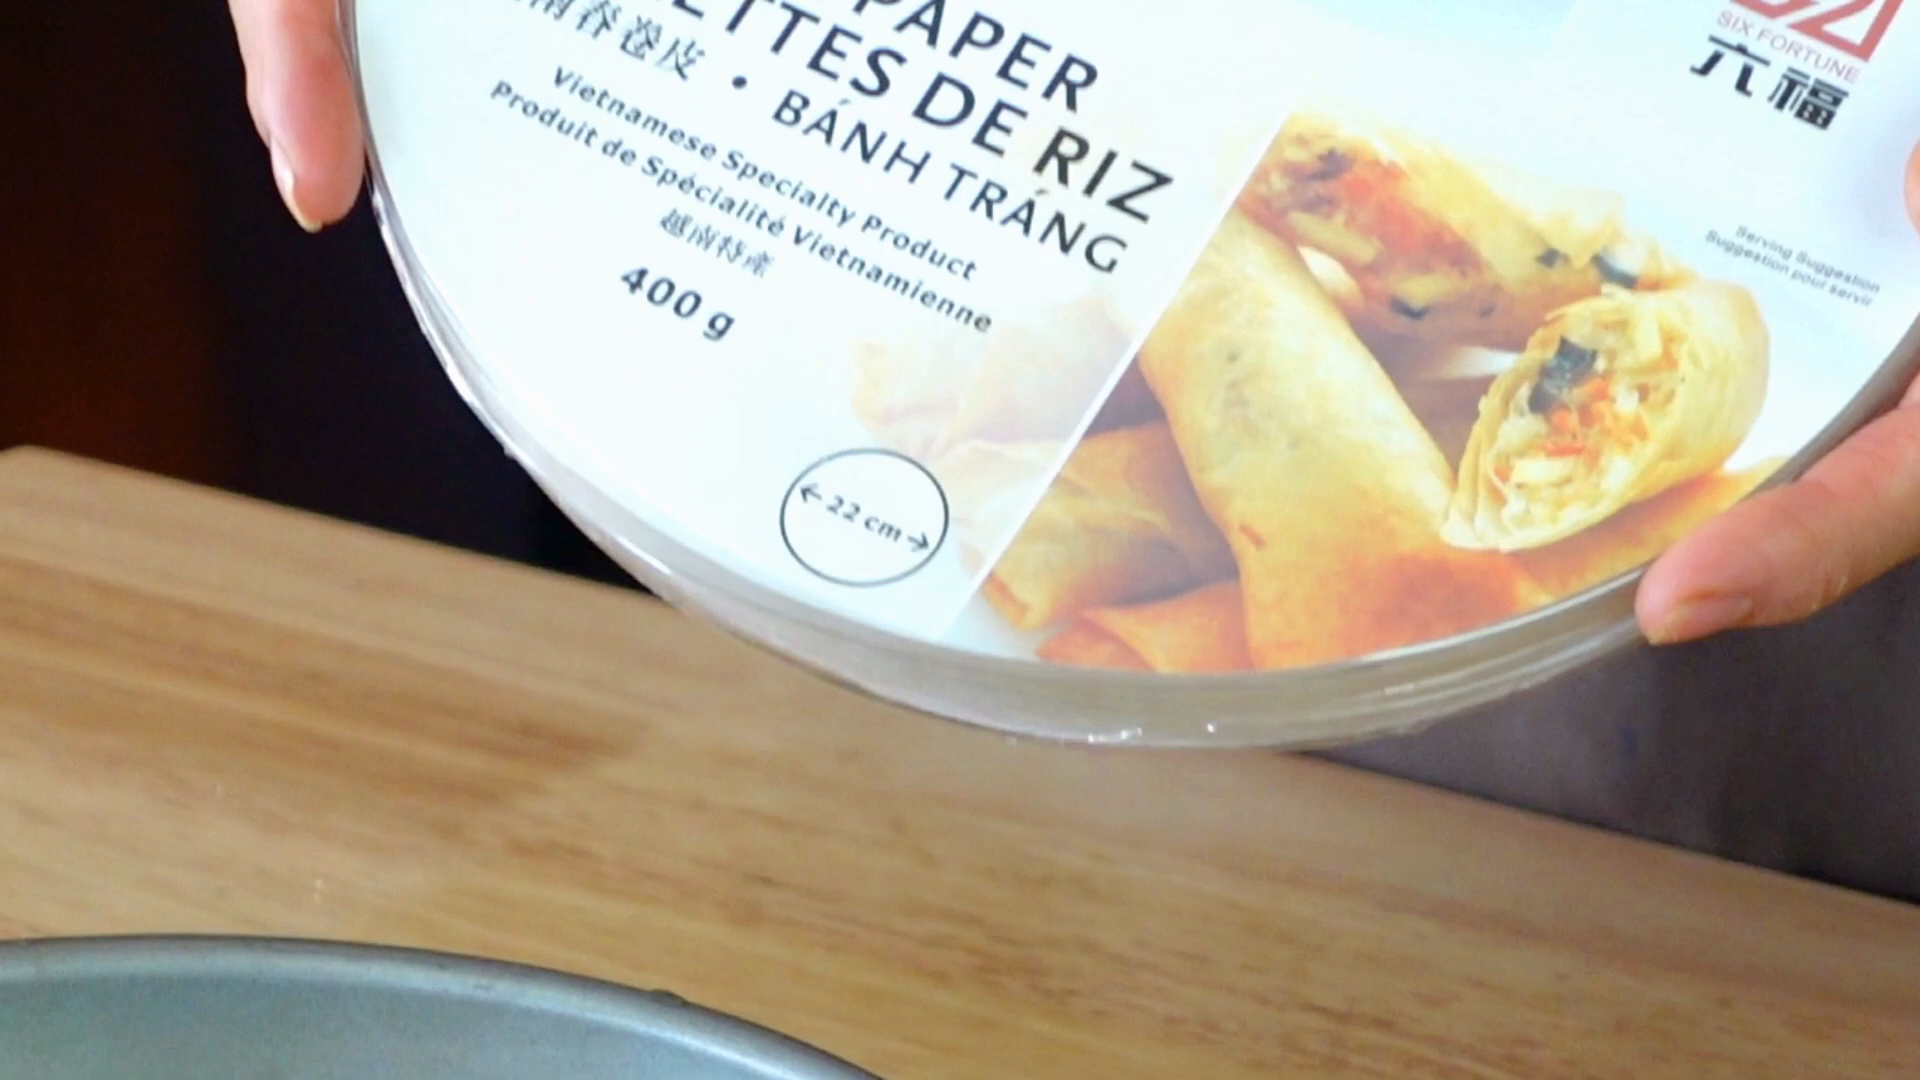 PAPER
ETTES DE RIZ
南春卷皮 • BÁNH TRÁNG
Vietnamese Specialty Product
Produit de Spécialité Vietnamienne
越南特產
400 g
22 cm
SIX FORTUNE
六福
Serving Suggestion
Suggestion pour servir